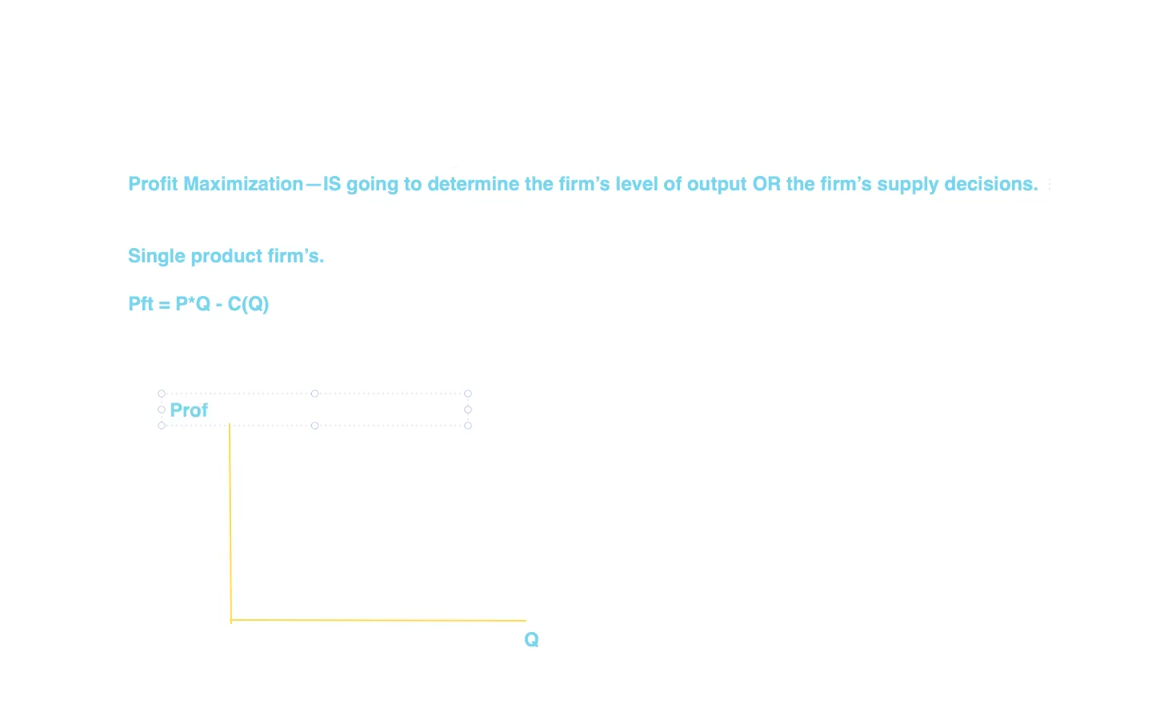 Profit Maximization—IS going to determine the firm's level of output OR the firm's supply decisions.
Single product firm's.
Pft = P*Q - C(Q)
Prof
Q